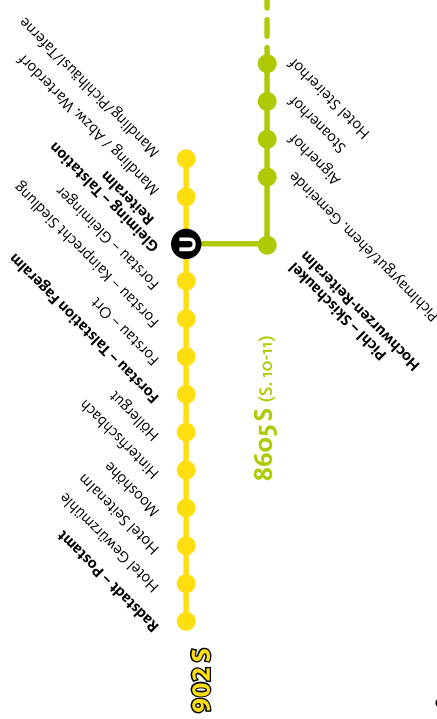 902 S
Radstadt – Postamt
Hotel Gewürzmühle
Hotel Seitenalm
Mooshöhe
Hinterfischbach
Höllergut
Forstau – Talstation Fageralm
Forstau – Ort
Forstau – Kainprecht Siedlung
Forstau – Gleiminger
Gleiming – Talstation
Reiteralm
U
Mandling / Abzw. Warterdorf
Mandling/Pichlhäusl/Taferne
8605 S (S. 10-11)
Pichl – Skischaukel
Hochwurzen-Reiteralm
Pichlmayrgut/ehem. Gemeinde
Aignerhof
Stoanerhof
Hotel Steirerhof